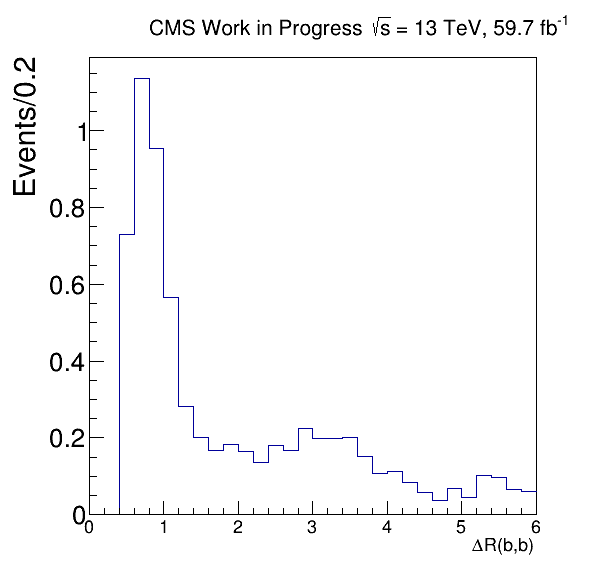 CMS Work in Progress √s = 13 TeV, 59.7 fb⁻¹
Events/0.2
1
0.8
0.6
0.4
0.2
0
0 1 2 3 4 5 6
ΔR(b,b)